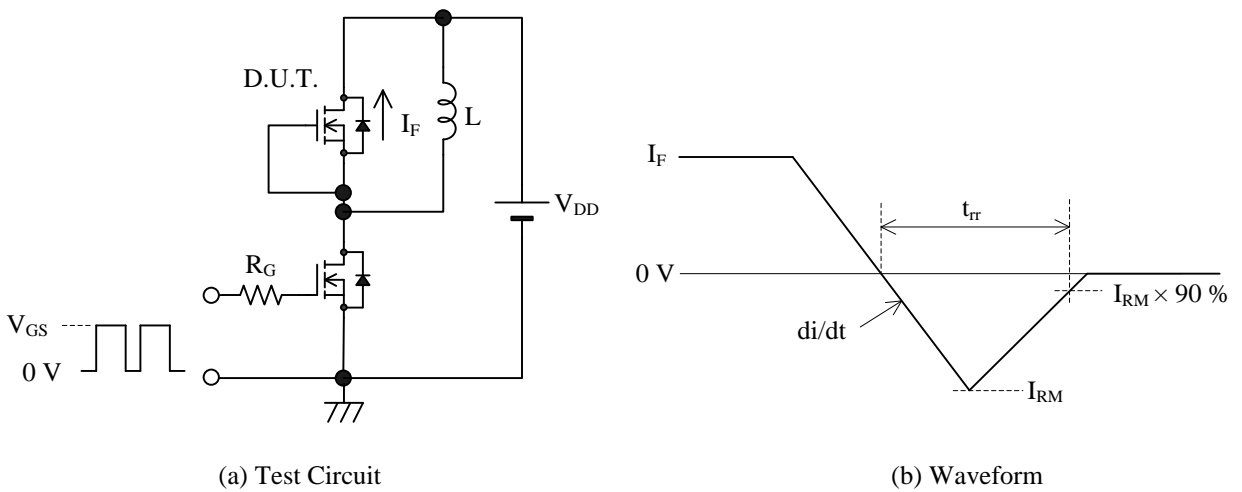 D.U.T.
I_F
L
V_DD
R_G
V_GS
0 V
(a) Test Circuit
I_F
t_rr
0 V
I_RM × 90 %
di/dt
I_RM
(b) Waveform